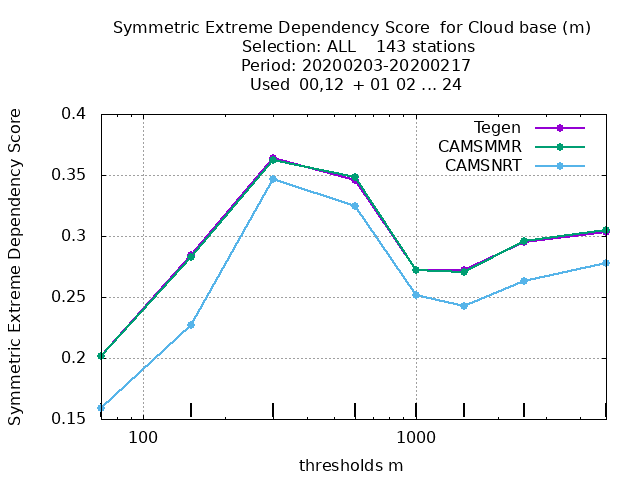 Symmetric Extreme Dependency Score for Cloud base (m)
Selection: ALL 143 stations
Period: 20200203-20200217
Used 00,12 + 01 02 ... 24
Symmetric Extreme Dependency Score
0.4
0.35
0.3
0.25
0.2
0.15
Tegen
CAMSMMR
CAMSNRT
100
1000
thresholds m